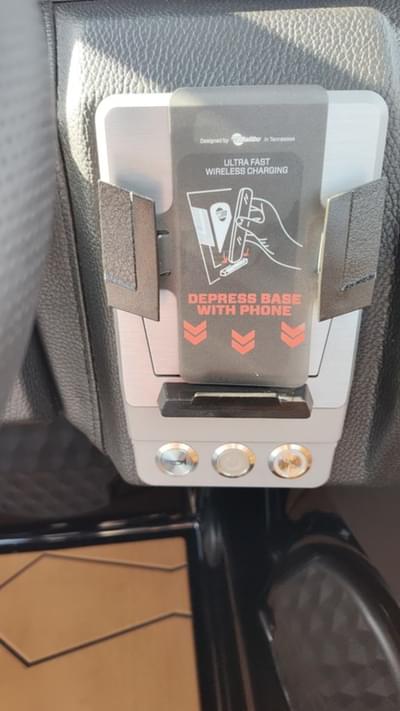 Designed by in Tennessee
ULTRA FAST
WIRELESS CHARGING
DEPRESS BASE
WITH PHONE